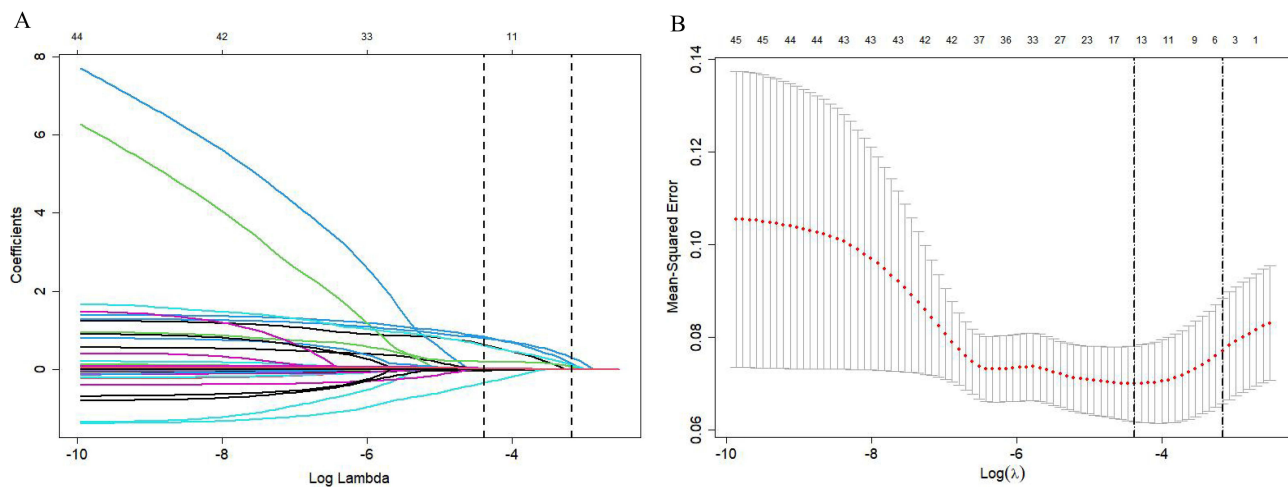 A
44 42 33 11
8
6
4
2
0
Coefficients
-10 -8 -6 -4
Log Lambda
B
45 45 44 44 43 43 43 42 42 37 36 33 27 23 17 13 11 9 6 3 1
0.14
0.12
0.10
0.08
0.06
Mean-Squared Error
-10 -8 -6 -4
Log(λ)